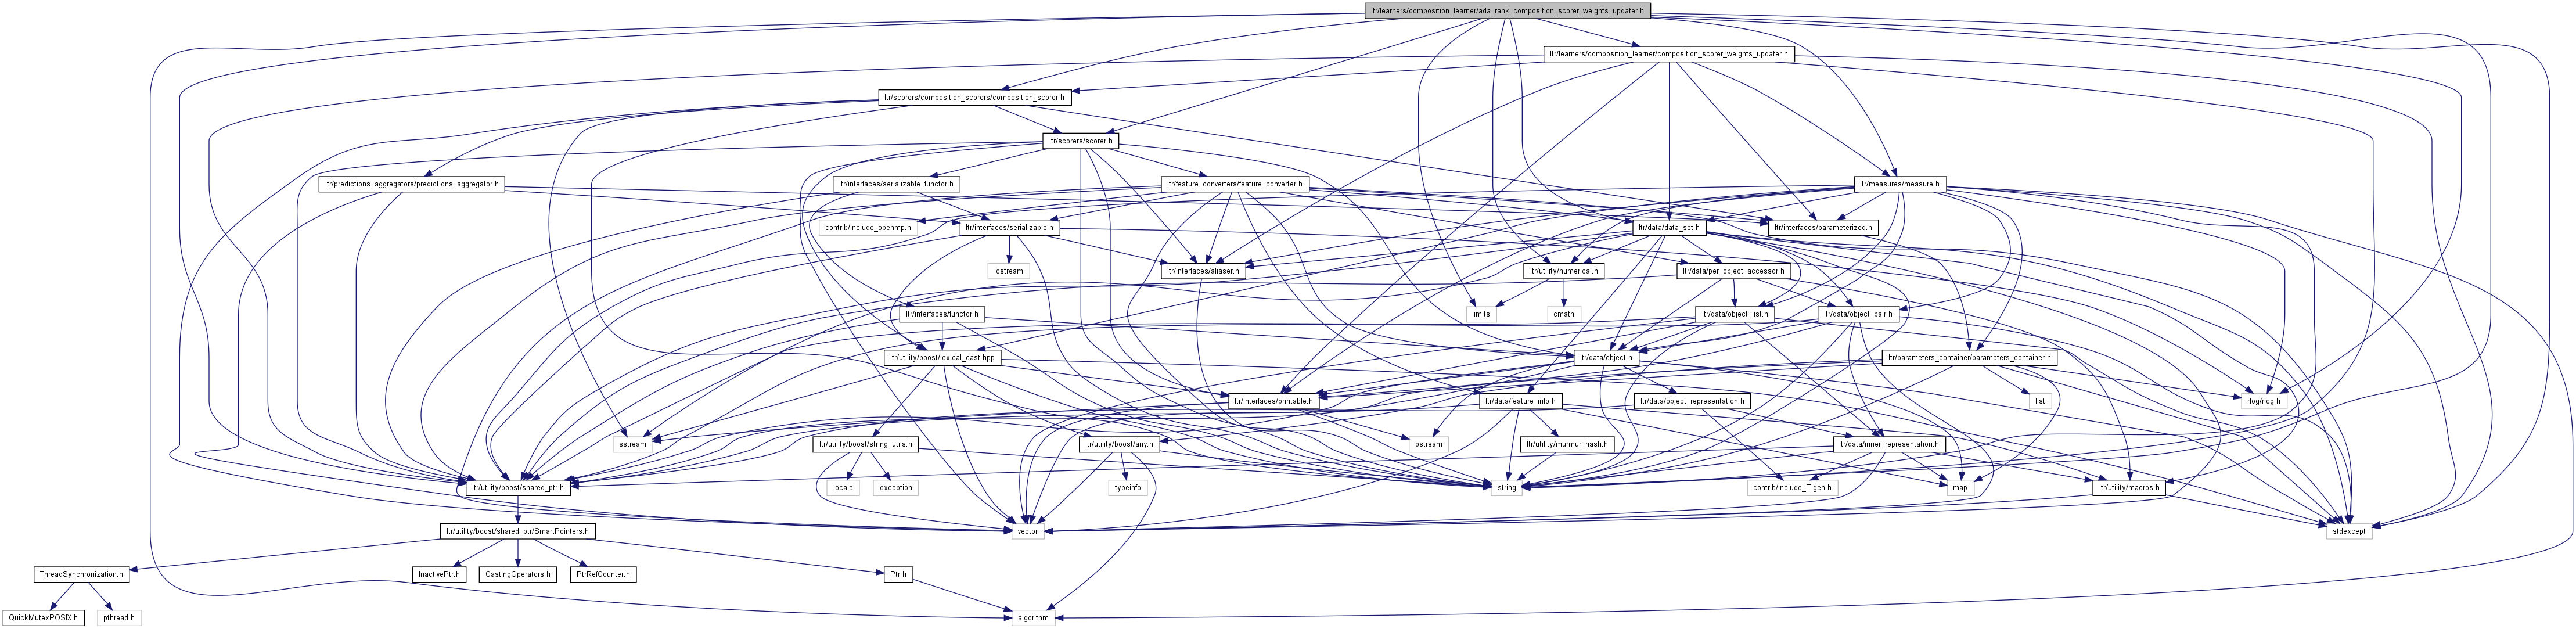 ltr/learners/composition_learner/ada_rank_composition_scorer_weights_updater.h
ltr/learners/composition_learner/composition_scorer_weights_updater.h
ltr/scorers/composition_scorers/composition_scorer.h
ltr/scorers/scorer.h
ltr/predictions_aggregators/predictions_aggregator.h
ltr/interfaces/serializable_functor.h
ltr/feature_converters/feature_converter.h
ltr/measures/measure.h
contrib/include_openmp.h
ltr/interfaces/serializable.h
ltr/data/data_set.h
ltr/interfaces/parameterized.h
iostream
ltr/interfaces/aliaser.h
ltr/utility/numerical.h
ltr/data/per_object_accessor.h
ltr/interfaces/functor.h
limits
cmath
ltr/data/object_list.h
ltr/data/object_pair.h
ltr/utility/boost/lexical_cast.hpp
ltr/data/object.h
ltr/parameters_container/parameters_container.h
ltr/interfaces/printable.h
ltr/data/feature_info.h
ltr/data/object_representation.h
list
rlog/rlog.h
sstream
ltr/utility/boost/string_utils.h
ltr/utility/boost/any.h
ostream
ltr/utility/murmur_hash.h
ltr/data/inner_representation.h
ltr/utility/boost/shared_ptr.h
locale
exception
typeinfo
string
contrib/include_Eigen.h
map
ltr/utility/macros.h
ltr/utility/boost/shared_ptr/SmartPointers.h
vector
stdexcept
ThreadSynchronization.h
InactivePtr.h
CastingOperators.h
PtrRefCounter.h
Ptr.h
QuickMutexPOSIX.h
pthread.h
algorithm